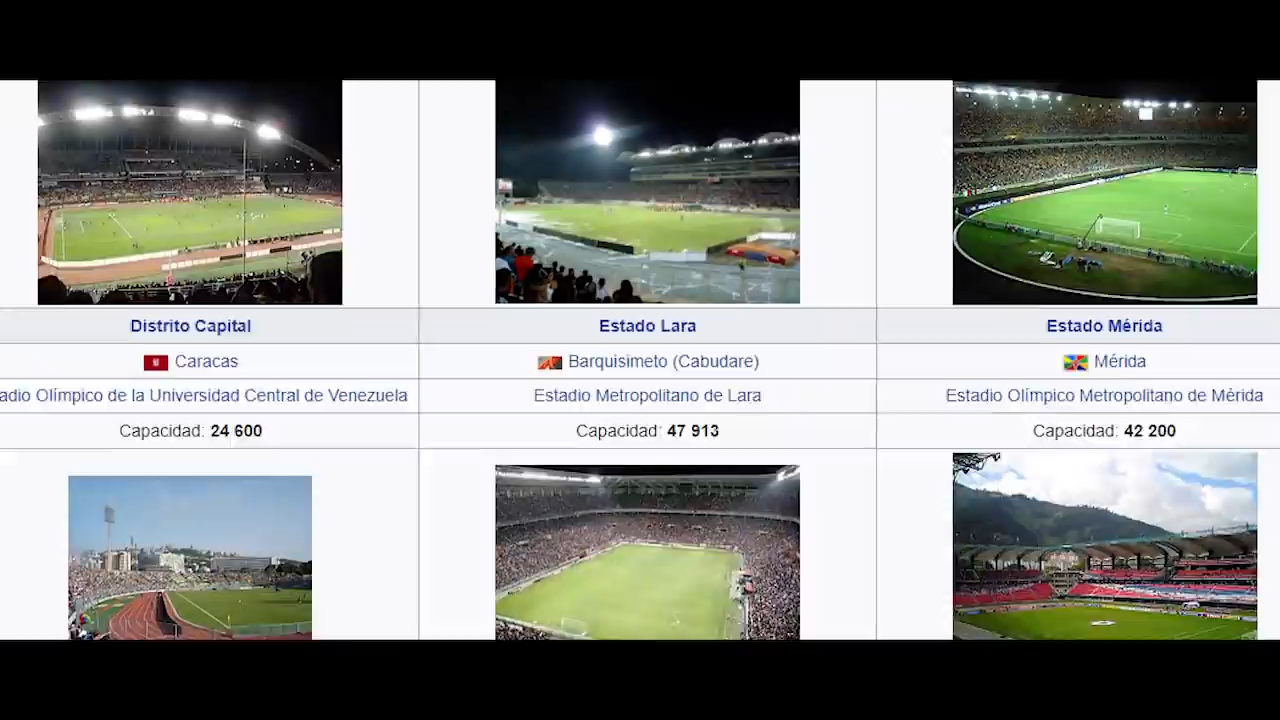 Distrito Capital
Estado Lara
Estado Mérida
Caracas
Barquisimeto (Cabudare)
Mérida
adio Olímpico de la Universidad Central de Venezuela
Estadio Metropolitano de Lara
Estadio Olímpico Metropolitano de Mérida
Capacidad: 24 600
Capacidad: 47 913
Capacidad: 42 200